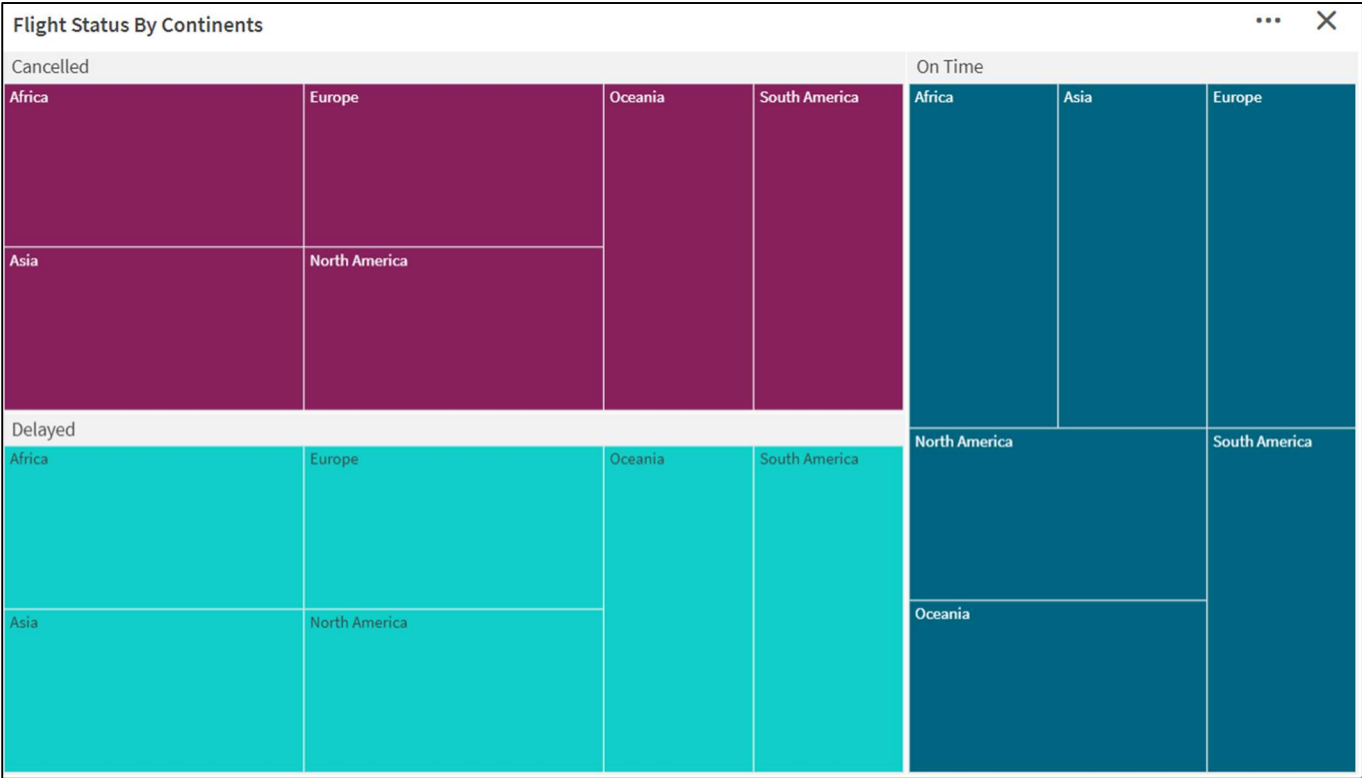 Flight Status By Continents
Cancelled
Africa
Europe
Oceania
South America
Asia
North America
Delayed
Africa
Europe
Oceania
South America
Asia
North America
On Time
Africa
Asia
Europe
North America
South America
Oceania